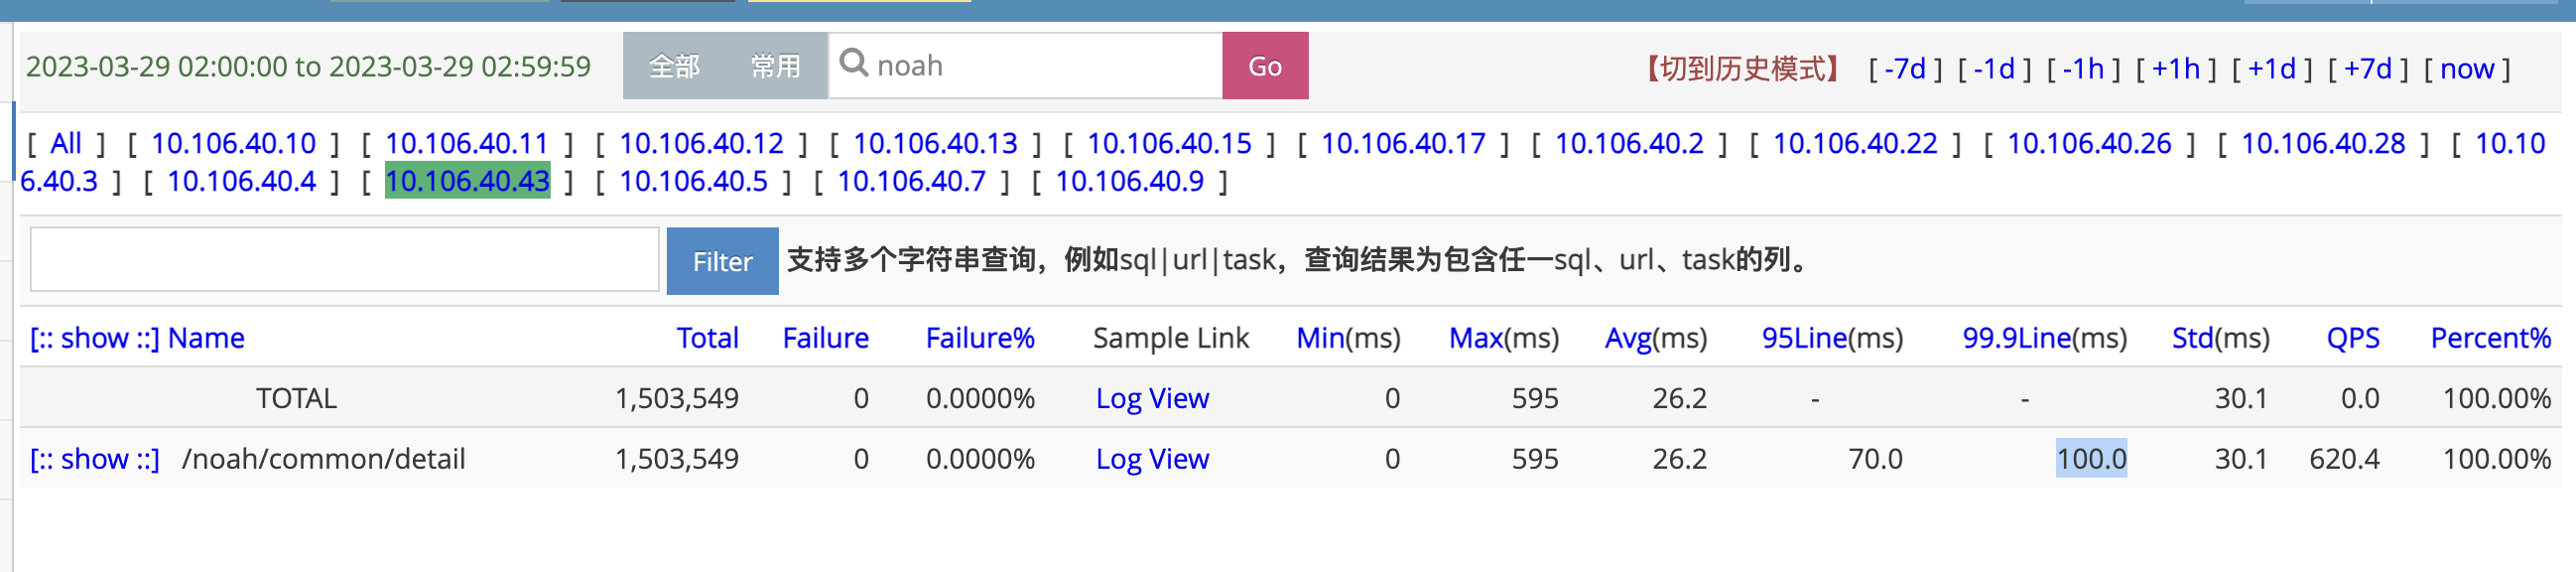 2023-03-29 02:00:00 to 2023-03-29 02:59:59 全部 常用 noah Go 【切到历史模式】 [ -7d ] [ -1d ] [ -1h ] [ +1h ] [ +1d ] [ +7d ] [ now ]
[ All ] [ 10.106.40.10 ] [ 10.106.40.11 ] [ 10.106.40.12 ] [ 10.106.40.13 ] [ 10.106.40.15 ] [ 10.106.40.17 ] [ 10.106.40.2 ] [ 10.106.40.22 ] [ 10.106.40.26 ] [ 10.106.40.28 ] [ 10.10
6.40.3 ] [ 10.106.40.4 ] [ 10.106.40.43 ] [ 10.106.40.5 ] [ 10.106.40.7 ] [ 10.106.40.9 ]
Filter 支持多个字符串查询，例如sql|url|task，查询结果为包含任一sql、url、task的列。
[:: show ::] Name Total Failure Failure% Sample Link Min(ms) Max(ms) Avg(ms) 95Line(ms) 99.9Line(ms) Std(ms) QPS Percent%
TOTAL 1,503,549 0 0.0000% Log View 0 595 26.2 - - 30.1 0.0 100.00%
[:: show ::] /noah/common/detail 1,503,549 0 0.0000% Log View 0 595 26.2 70.0 100.0 30.1 620.4 100.00%